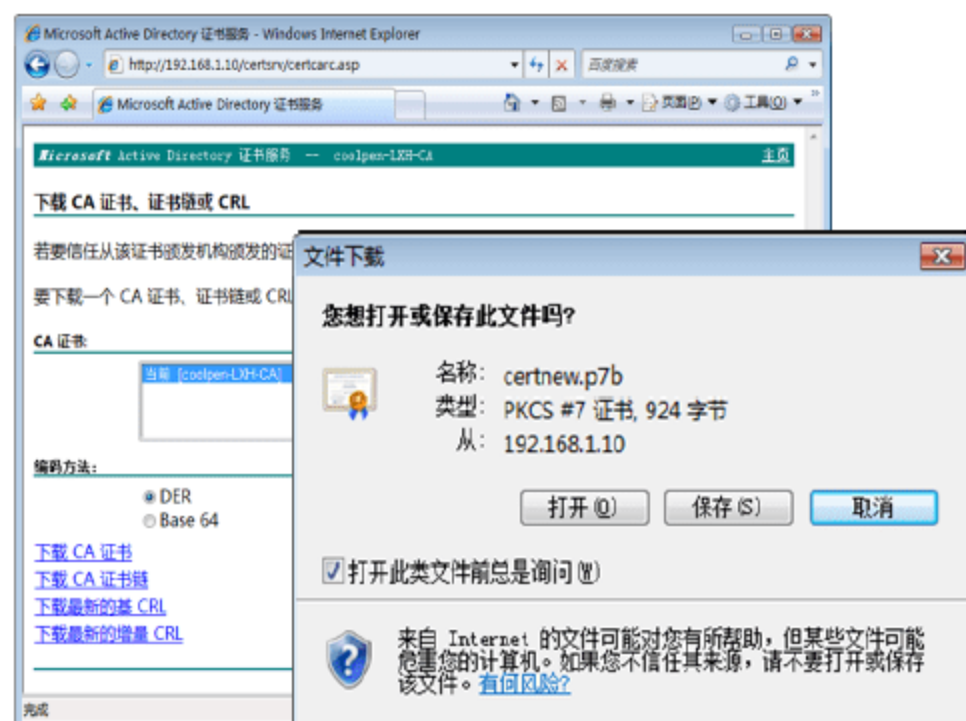 Microsoft Active Directory 证书服务 - Windows Internet Explorer
http://192.168.1.10/certsrv/certcarc.asp
百度搜索
Microsoft Active Directory 证书服务
页面(P)
工具(O)
Microsoft Active Directory 证书服务 -- coolpen-LXH-CA
主页
下载 CA 证书、证书链或 CRL
若要信任从该证书颁发机构颁发的证
要下载一个 CA 证书、证书链或 CRL
CA 证书:
当前 [coolpen-LXH-CA]
编码方法:
DER
Base 64
下载 CA 证书
下载 CA 证书链
下载最新的基 CRL
下载最新的增量 CRL
完成
文件下载
您想打开或保存此文件吗?
名称: certnew.p7b
类型: PKCS #7 证书, 924 字节
从: 192.168.1.10
打开(O)
保存(S)
取消
打开此类文件前总是询问(W)
来自 Internet 的文件可能对您有所帮助，但某些文件可能
危害您的计算机。如果您不信任其来源，请不要打开或保存
该文件。有何风险?